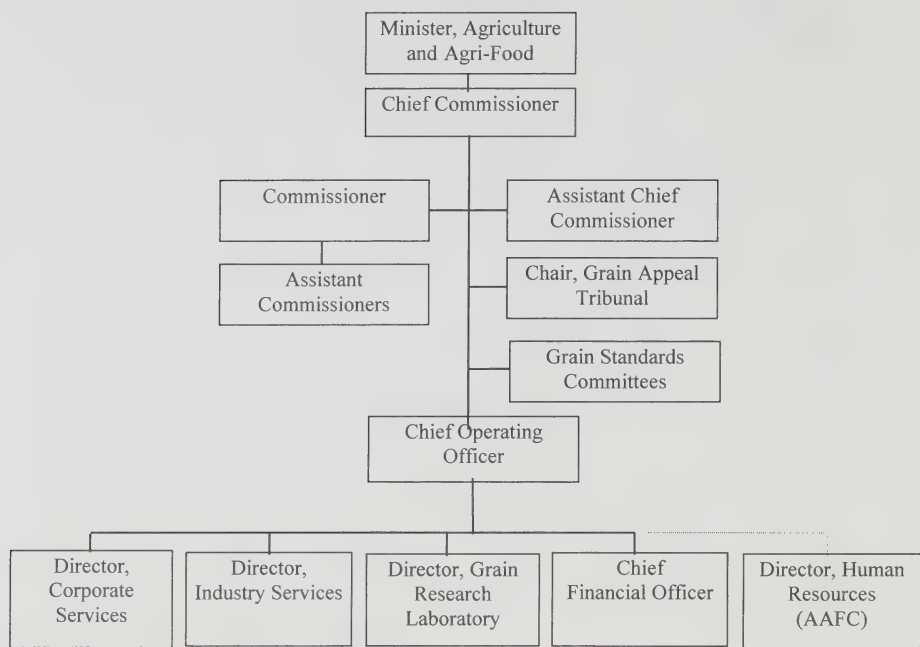 Minister, Agriculture
and Agri-Food
Chief Commissioner
Commissioner
Assistant Chief
Commissioner
Assistant
Commissioners
Chair, Grain Appeal
Tribunal
Grain Standards
Committees
Chief Operating
Officer
Director,
Corporate
Services
Director,
Industry Services
Director, Grain
Research
Laboratory
Chief
Financial Officer
Director, Human
Resources
(AAFC)